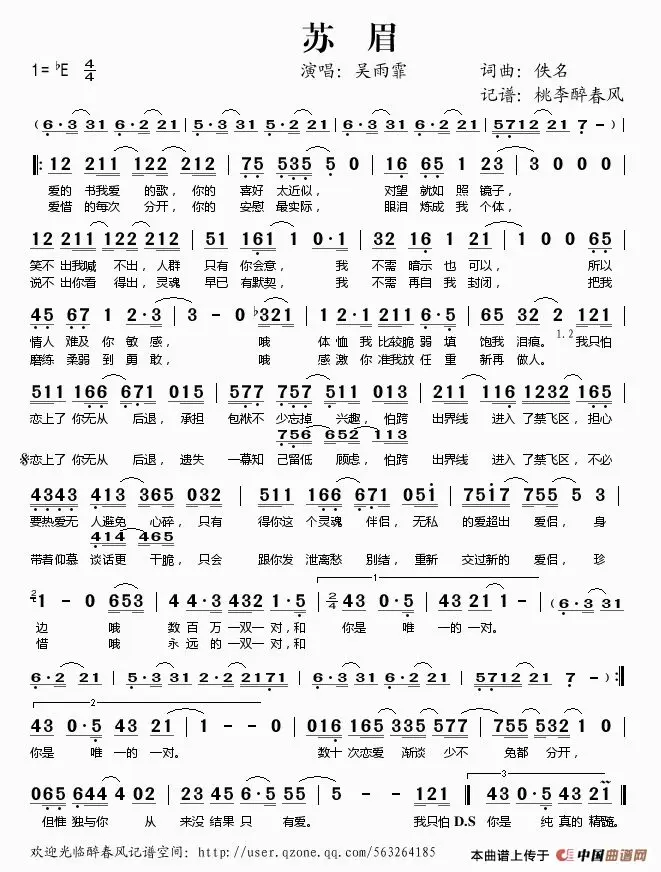 苏 眉
1= ♭E 4/4 演唱：吴雨霏 词曲：佚名
记谱：桃李醉春风
（6·3 31 6·2 21 | 5·3 31 5·2 21 | 6·3 31 6·2 21 | 5712 21 7 –）|
‖: 12 211 122 212 | 75 535 5 0 | 16 65 1 23 | 3 0 0 0 |
爱的 书我爱 的歌，你的 喜好 太近似， 对望 就如 照 镜子，
爱惜 的每次 分开，你的 安慰 最实际， 眼泪 炼成 我 个体，
12 211 122 212 | 51 161 1 0·1 | 32 16 1 21 | 1 0 0 65 |
笑不 出我喊 不出，人群 只有 你会意， 我 不需 暗示 也 可以， 所以
说不 出你看 得出，灵魂 早已 有默契， 我 不需 再自 我 封闭， 把我
45 67 1 2·3 | 3 – 0 ♭321 | 1 2·1 211 6·5 | 65 32 2 121 |
情人 难及 你 敏感， 哦 体 恤我 比较脆 弱 填 饱我 泪痕。 1.2 我只怕
磨练 柔弱 到 勇敢， 哦 感 激你 准我放 任 重 新再 做人。
511 166 671 015 | 577 757 511 013 | 211 116 1232 165 |
恋上了 你无从 后退， 承担 包袱不 少忘掉 兴趣，怕跨 出界线 进入 了禁飞区，担心
756 652 113
𝄋恋上了 你无从 后退， 遗失 一幕知 己留低 顾虑，怕跨 出界线 进入 了禁飞区，不必
4343 413 365 032 | 511 166 671 051 | 7517 755 5 3 |
要热爱无 人避免 心碎，只有 得你这 个灵魂 伴侣，无私 的爱超出 爱侣，身
414 465
带着仰慕 谈话更 干脆，只会 跟你发 泄离愁 别绪，重新 交过新的 爱侣，珍
1 – 0 653 | 4 4·3 432 1·5 | 1 2/4 43 0·5 | 43 21 1 – | （6·3 31
边 哦 数 百 万 一双一 对，和 你是 唯 一的 一对。
惜 哦 永 远的 一双一 对，和
6·2 21 | 5·3 31 2·2 2171 | 6·3 31 6·2 21 | 5712 21 7 –）:‖
2
43 0·5 43 21 | 1 – – 0 | 016 165 335 577 | 755 532 1 0 |
你是 唯 一的 一对。 数十 次恋爱 渐谈 少不 免都 分开，
065 644 4 02 | 23 45 6·5 55 | 5 – – 121 | 3 43 0·5 43 21 ‖
但惟 独与你 从 来没 结果 只 有爱。 我只怕 D.S 你是 纯 真的 精髓。
欢迎光临醉春风记谱空间：http://user.qzone.qq.com/563264185 本曲谱上传于 中国曲谱网